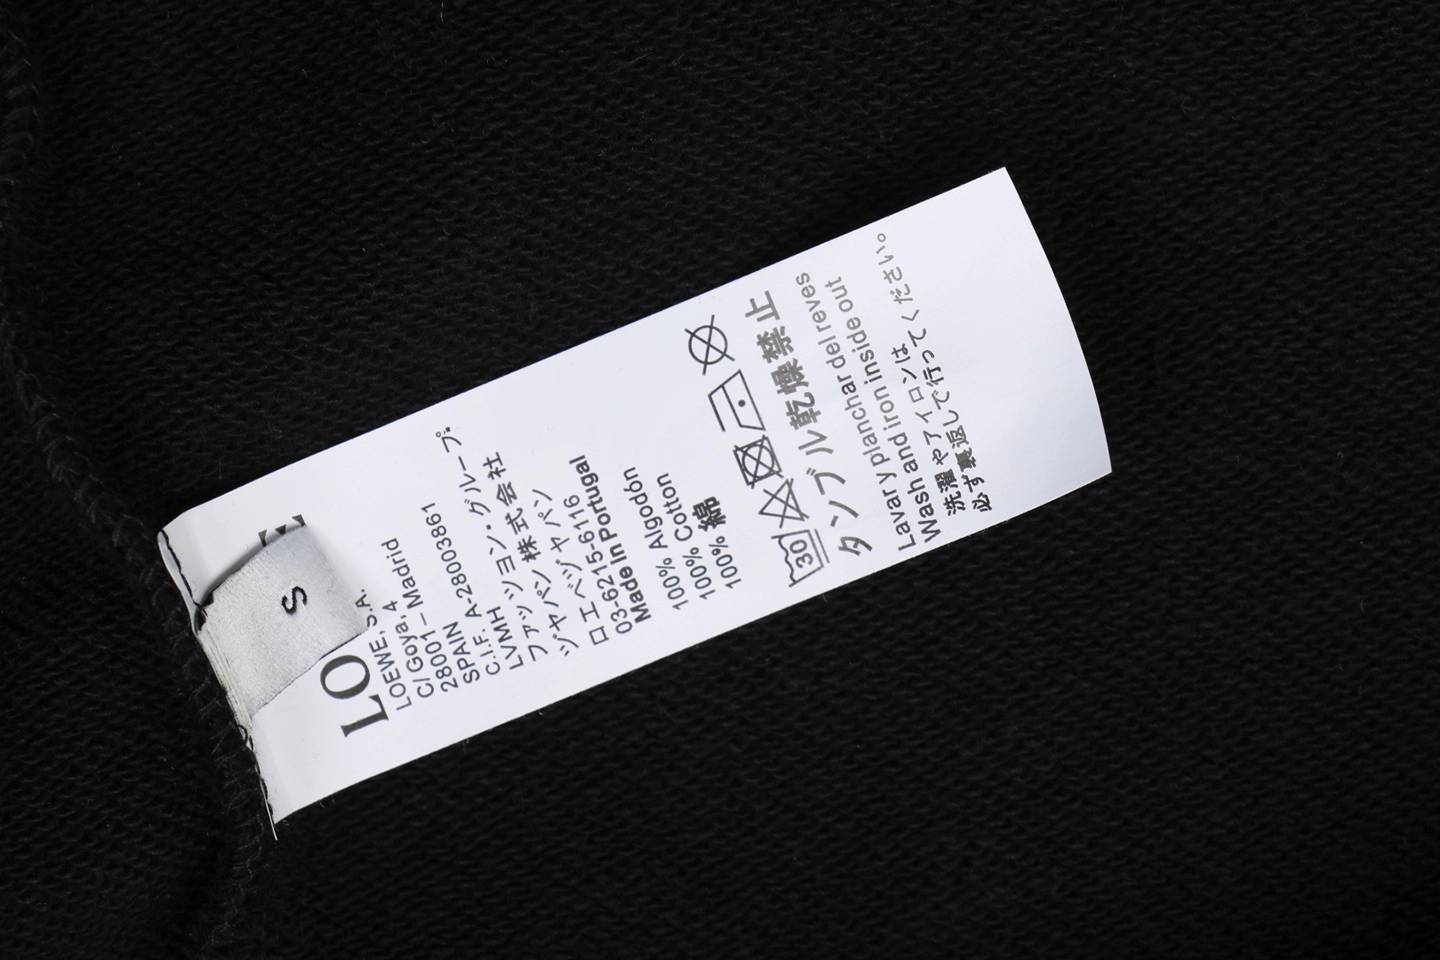 S
LO E
LOEWE, S.A.
C/ Goya, 4
28001 – Madrid
SPAIN
C.I.F. A-28003861
LVMH
ファッション・グループ・
ジャパン 株式会社
ロエベ ジャパン
03-6215-6116
Made in Portugal
100% Algodón
100% Cotton
100% 綿
30
タンブル乾燥禁止
Lavar y planchar del reves
Wash and iron inside out
洗濯やアイロンは
必ず裏返して行ってください。